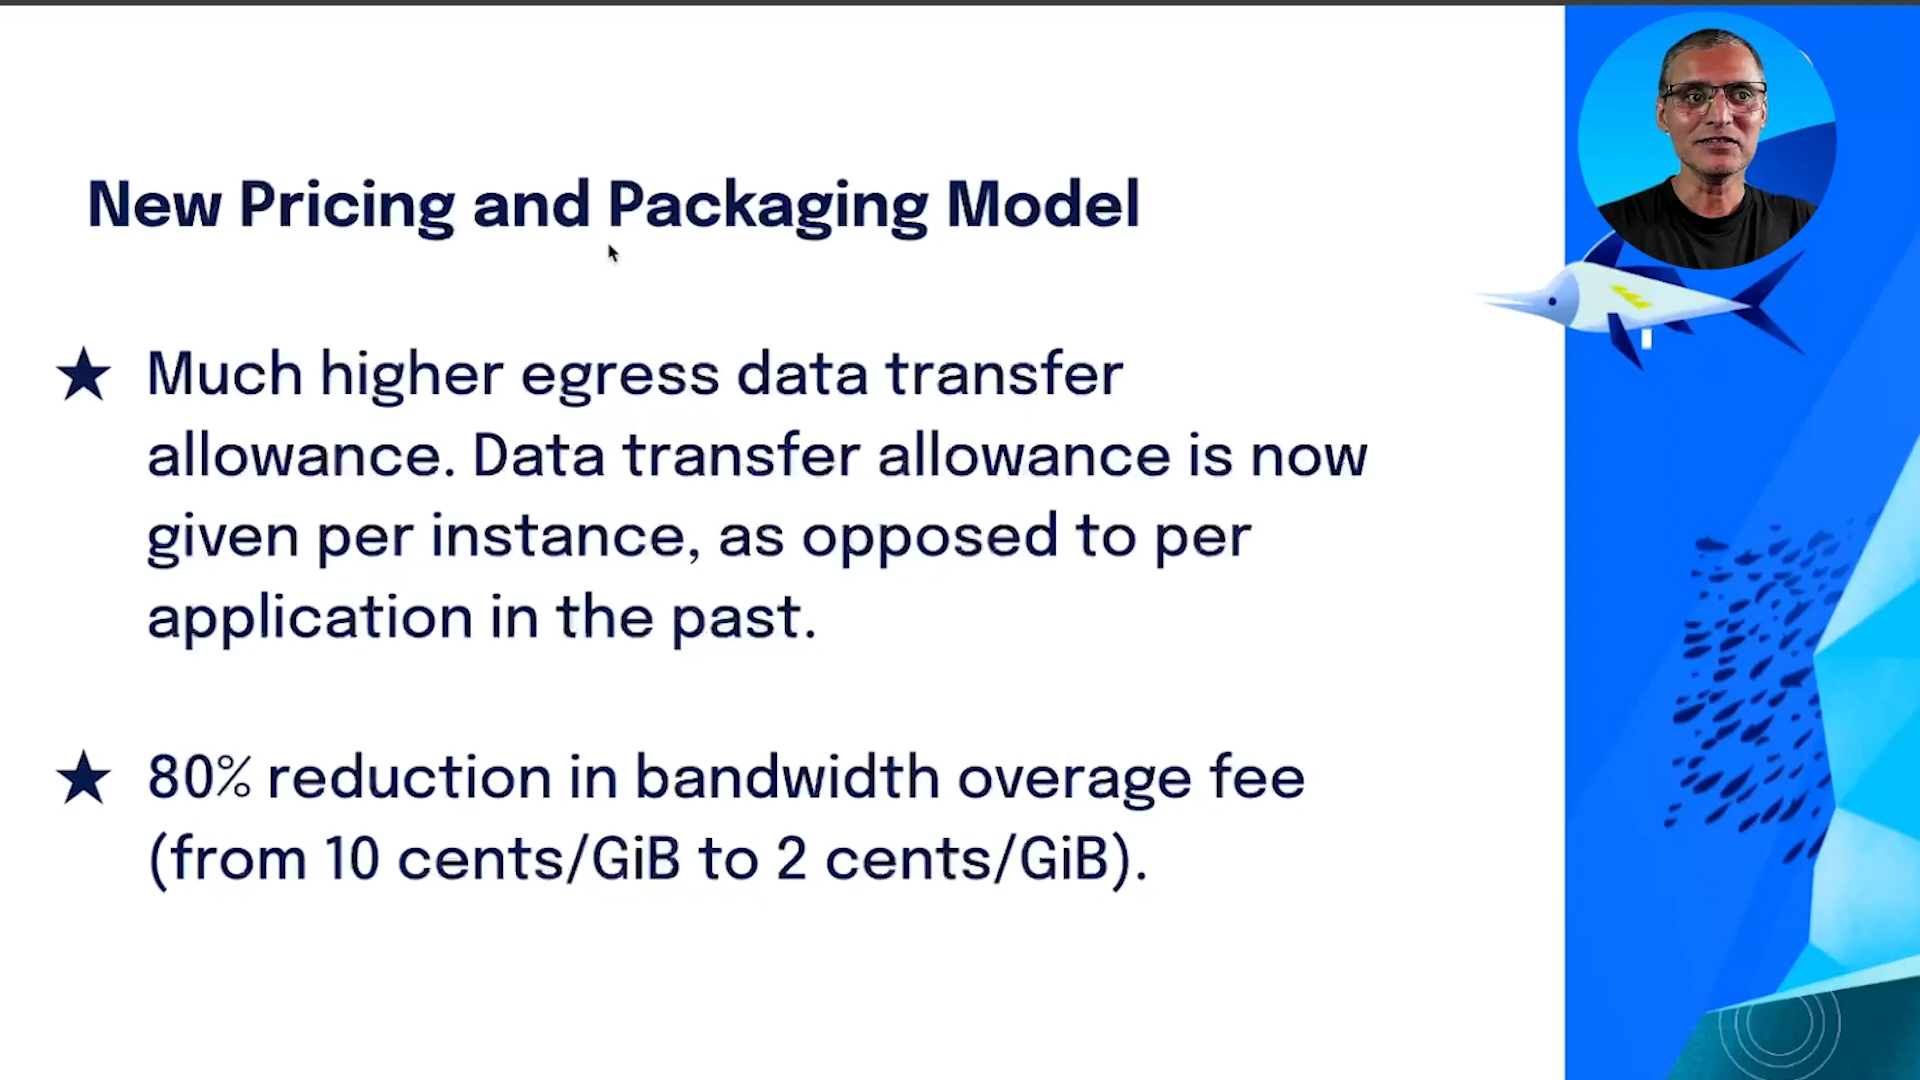 New Pricing and Packaging Model
★ Much higher egress data transfer
allowance. Data transfer allowance is now
given per instance, as opposed to per
application in the past.
★ 80% reduction in bandwidth overage fee
(from 10 cents/GiB to 2 cents/GiB).